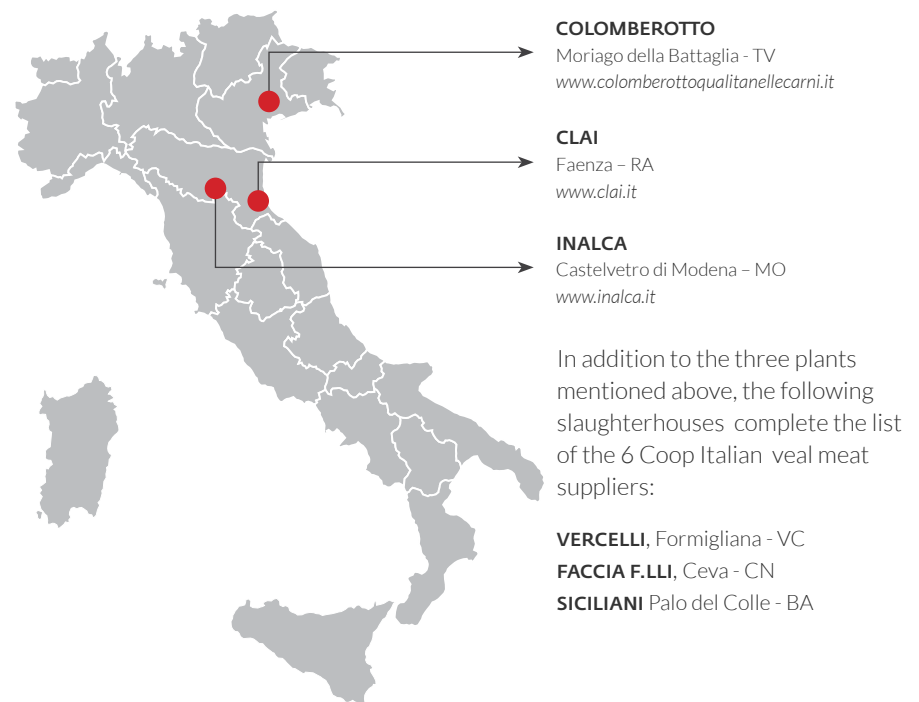 COLOMBEROTTO
Moriago della Battaglia - TV
www.colomberottoqualitanellecarni.it
CLAI
Faenza – RA
www.clai.it
INALCA
Castelvetro di Modena – MO
www.inalca.it
In addition to the three plants
mentioned above, the following
slaughterhouses complete the list
of the 6 Coop Italian veal meat
suppliers:
VERCELLI, Formigliana - VC
FACCIA F.LLI, Ceva - CN
SICILIANI Palo del Colle - BA